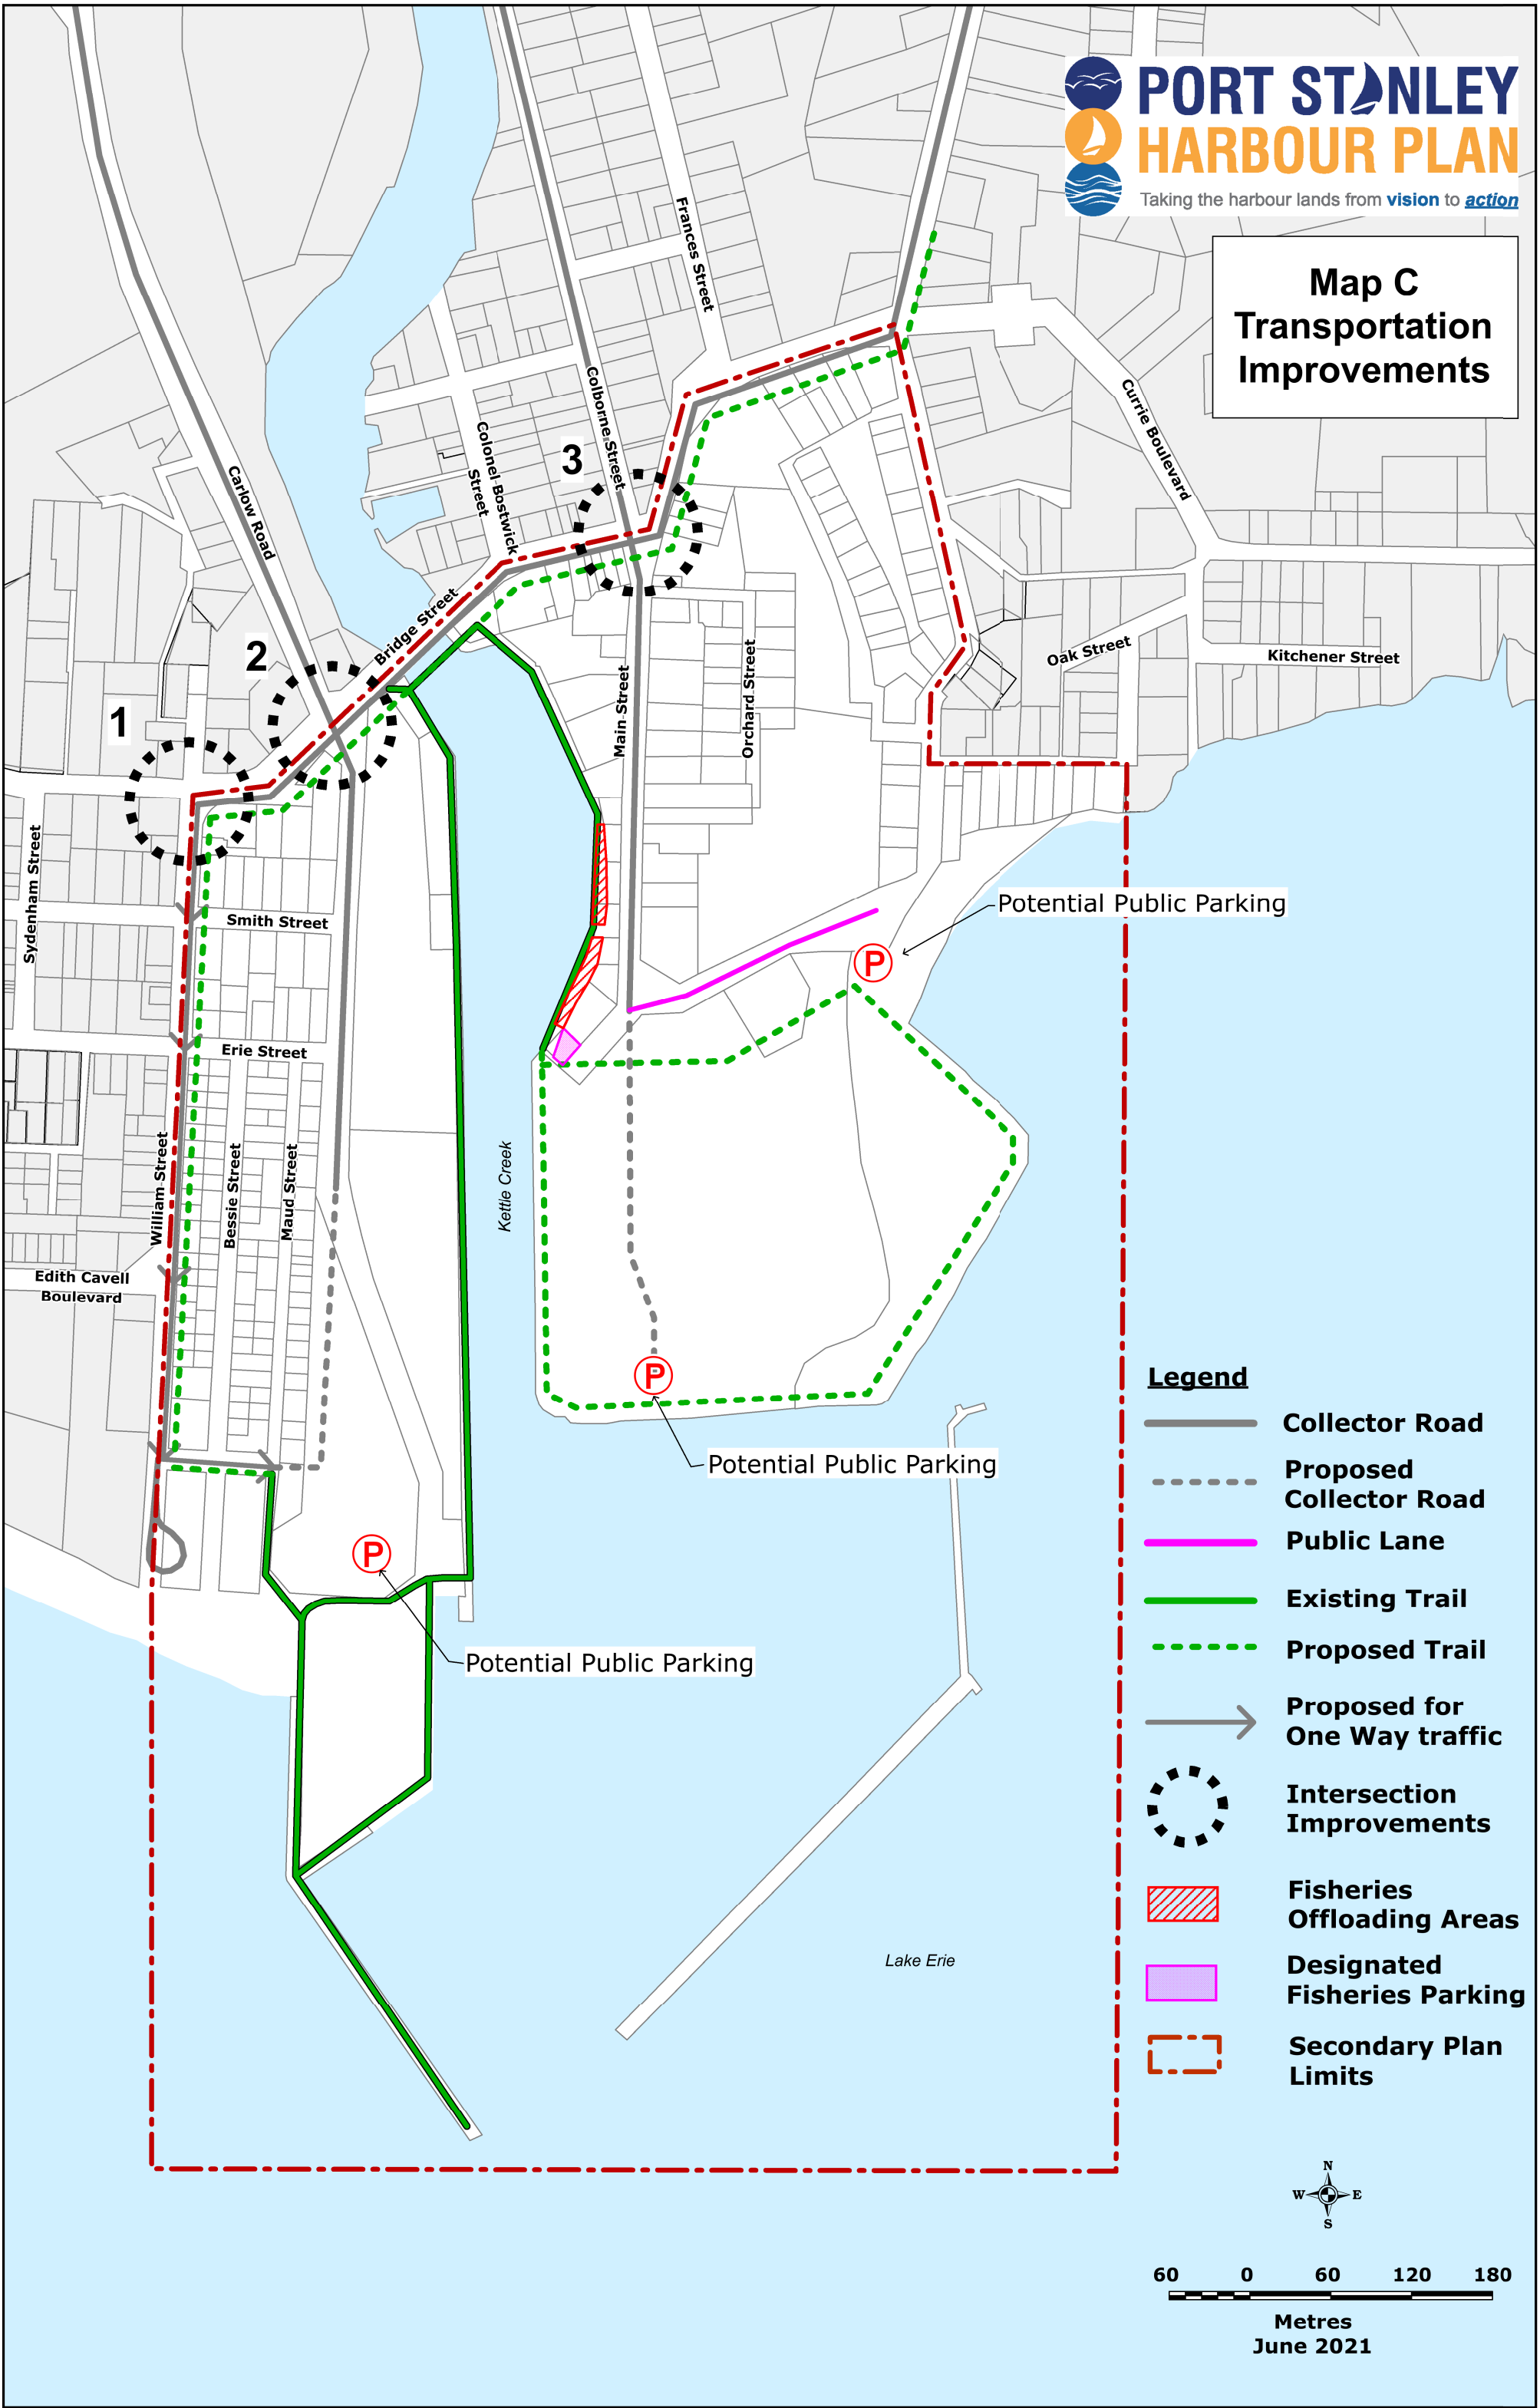 PORT STANLEY
HARBOUR PLAN
Taking the harbour lands from vision to action
Map C
Transportation
Improvements
Frances Street
Colborne Street
Colonel Bostwick
Street
Carlow Road
Currie Boulevard
3
Bridge Street
2
1
Oak Street
Kitchener Street
Main Street
Orchard Street
Sydenham Street
Smith Street
P
Potential Public Parking
Erie Street
Kettle Creek
William Street
Bessie Street
Maud Street
Edith Cavell
Boulevard
P
Potential Public Parking
P
Potential Public Parking
Lake Erie
Legend
Collector Road
Proposed
Collector Road
Public Lane
Existing Trail
Proposed Trail
Proposed for
One Way traffic
Intersection
Improvements
Fisheries
Offloading Areas
Designated
Fisheries Parking
Secondary Plan
Limits
N
W E
S
60 0 60 120 180
Metres
June 2021